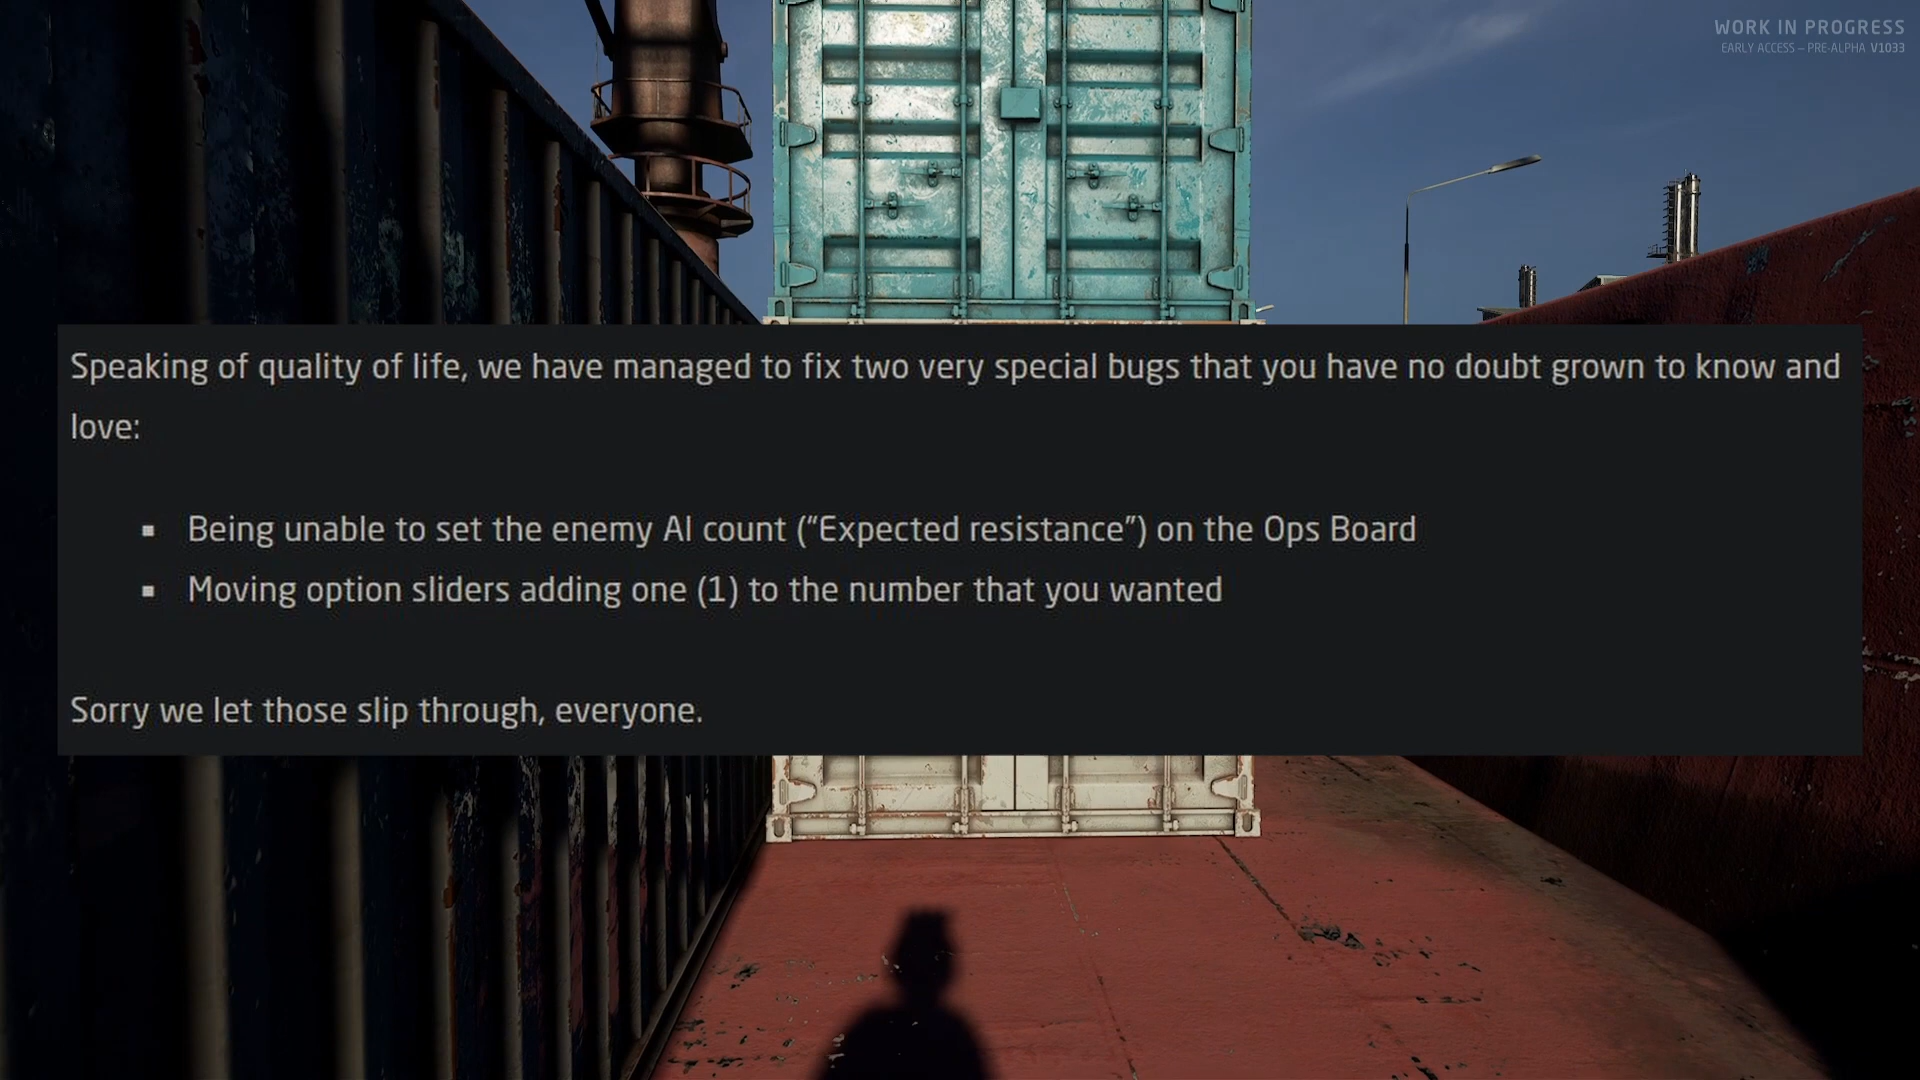 WORK IN PROGRESS
EARLY ACCESS – PRE-ALPHA V1033
Speaking of quality of life, we have managed to fix two very special bugs that you have no doubt grown to know and
love:
▪ Being unable to set the enemy AI count (“Expected resistance”) on the Ops Board
▪ Moving option sliders adding one (1) to the number that you wanted
Sorry we let those slip through, everyone.